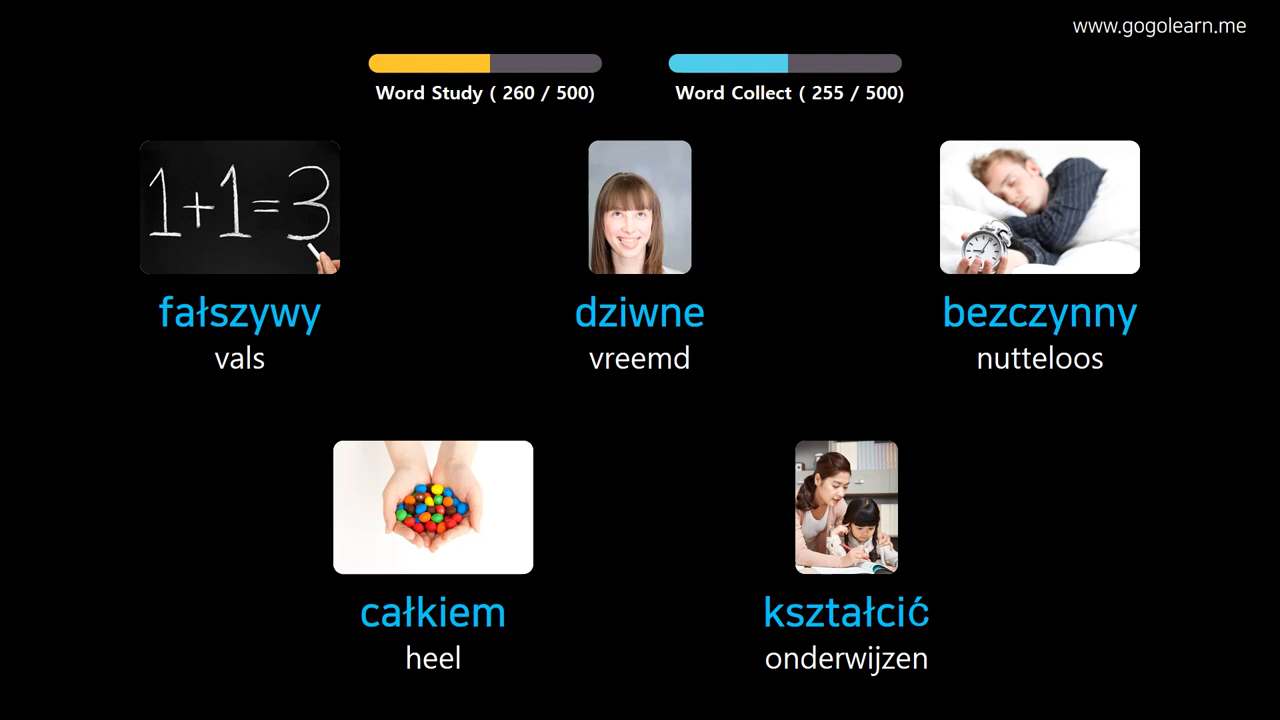 www.gogolearn.me
Word Study ( 260 / 500)
Word Collect ( 255 / 500)
1+1=3
fałszywy
vals
dziwne
vreemd
bezczynny
nutteloos
całkiem
heel
kształcić
onderwijzen